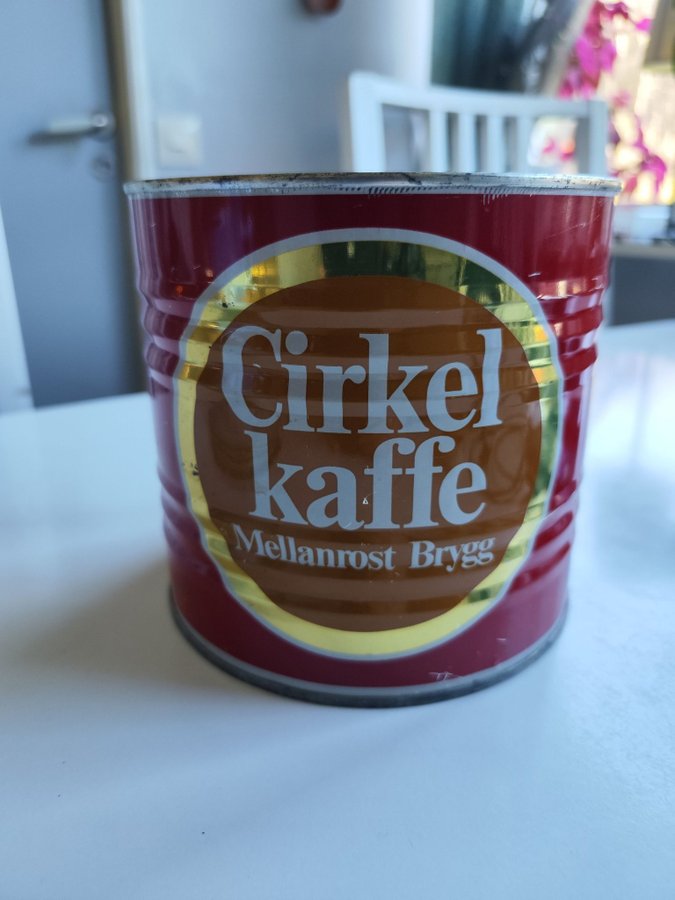 Cirkel
kaffe
Mellanrost Brygg